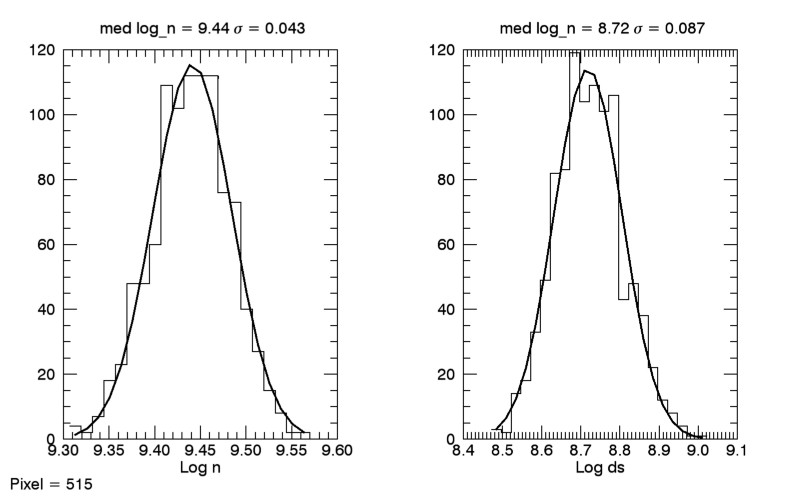 med log_n = 9.44 σ = 0.043
med log_n = 8.72 σ = 0.087
120
100
80
60
40
20
0
9.30 9.35 9.40 9.45 9.50 9.55 9.60
Log n
120
100
80
60
40
20
0
8.4 8.5 8.6 8.7 8.8 8.9 9.0 9.1
Log ds
Pixel = 515